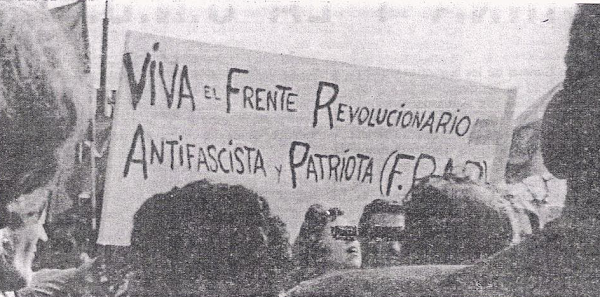 VIVA EL FRENTE REVOLUCIONARIO
ANTIFASCISTA Y PATRIOTA (F.R.A.P.)